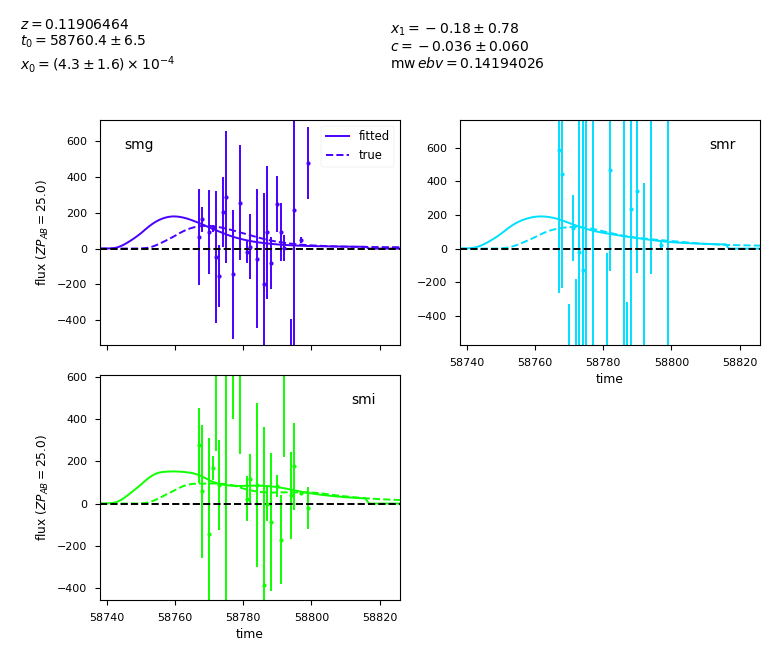 z = 0.11906464
t₀ = 58760.4 ± 6.5
x₀ = (4.3 ± 1.6) × 10⁻⁴
x₁ = −0.18 ± 0.78
c = −0.036 ± 0.060
mw ebv = 0.14194026
smg
fitted
true
600
400
200
0
−200
−400
flux (ZP_AB = 25.0)
smr
600
400
200
0
−200
−400
58740 58760 58780 58800 58820
time
smi
600
400
200
0
−200
−400
flux (ZP_AB = 25.0)
58740 58760 58780 58800 58820
time